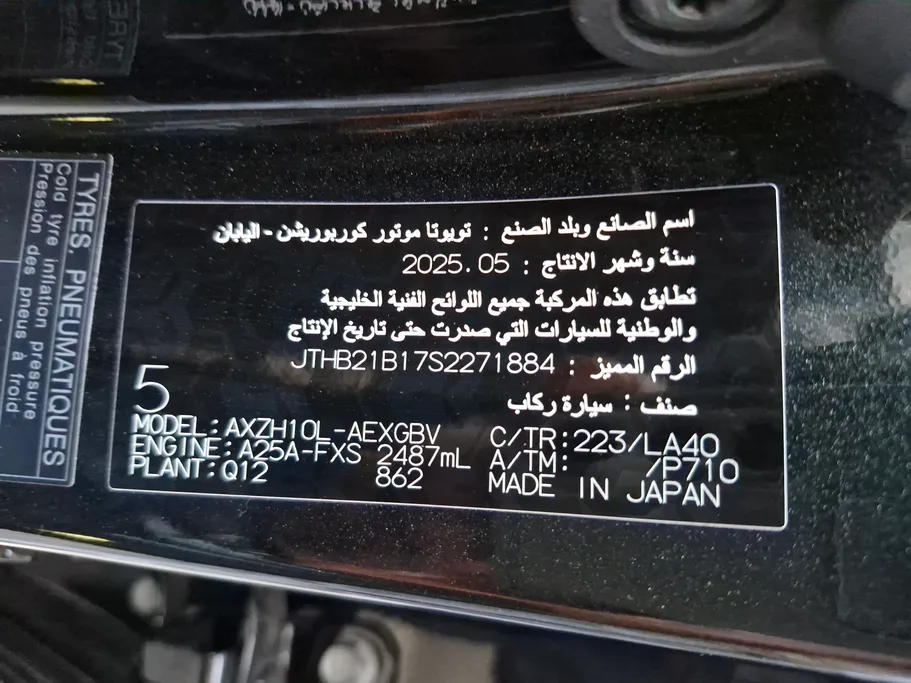 اسم الصانع وبلد الصنع : تويوتا موتور كوربوريشن - اليابان
سنة وشهر الانتاج : 2025.05
تطابق هذه المركبة جميع اللوائح الفنية الخليجية
والوطنية للسيارات التي صدرت حتى تاريخ الإنتاج
الرقم المميز : JTHB21B17S2271884
صنف : سيارة ركاب
5
MODEL:AXZH10L-AEXGBV C/TR:223/LA40
ENGINE:A25A-FXS 2487mL A/TM: /P710
PLANT:Q12 862 MADE IN JAPAN
TYRES, PNEUMATIQUES
Cold tyre inflation pressure
Pression des pneus à froid